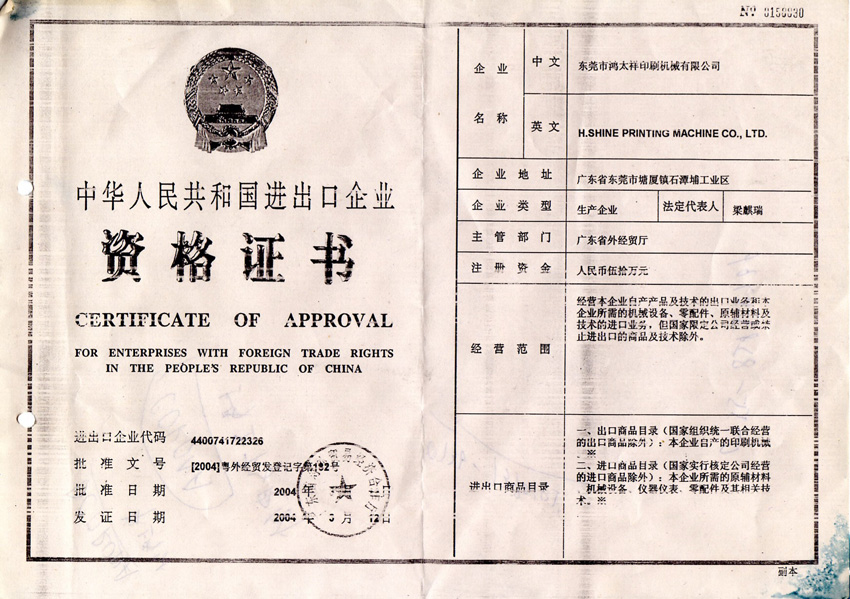 № 0150030
中华人民共和国进出口企业
资格证书
CERTIFICATE OF APPROVAL
FOR ENTERPRISES WITH FOREIGN TRADE RIGHTS
IN THE PEOPLE'S REPUBLIC OF CHINA
进出口企业代码 4400741722326
批准文号 [2004]粤外经贸发登记字第132号
批准日期 2004 年
发证日期 2004 年 月 12日
企业名称 中文 东莞市鸿太祥印刷机械有限公司
英文 H.SHINE PRINTING MACHINE CO., LTD.
企业地址 广东省东莞市塘厦镇石潭埔工业区
企业类型 生产企业 法定代表人 梁麒瑞
主管部门 广东省外经贸厅
注册资金 人民币伍拾万元
经营范围
经营本企业自产产品及技术的出口业务和本
企业所需的机械设备、零配件、原辅材料及
技术的进口业务，但国家限定公司经营或禁
止进出口的商品及技术除外。
进出口商品目录
一、出口商品目录（国家组织统一联合经营
的出口商品除外）：本企业自产的印刷机械
。※
二、进口商品目录（国家实行核定公司经营
的进口商品除外）：本企业所需的原辅材料
、机械设备、仪器仪表、零配件及其相关技
术。※
副本